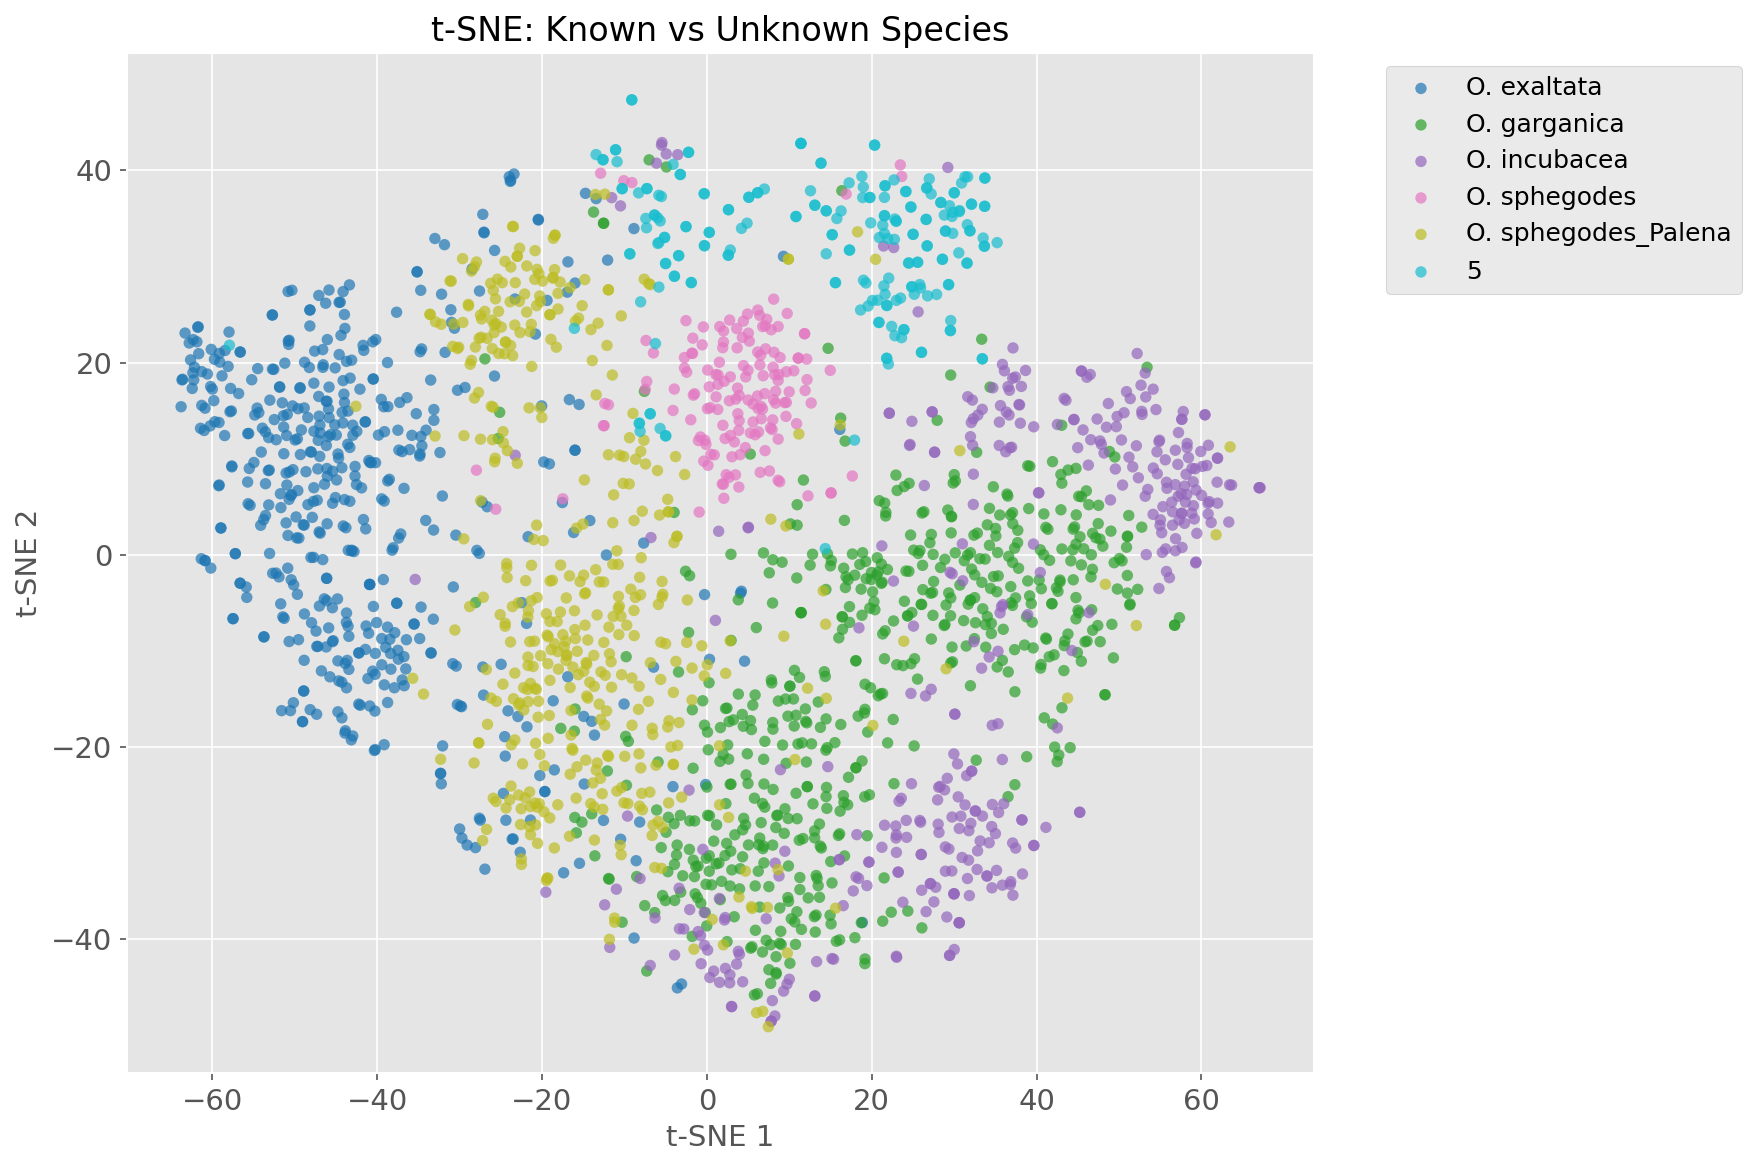 t-SNE: Known vs Unknown Species
O. exaltata
O. garganica
O. incubacea
O. sphegodes
O. sphegodes_Palena
5
40
20
0
−20
−40
t-SNE 2
−60
−40
−20
0
20
40
60
t-SNE 1